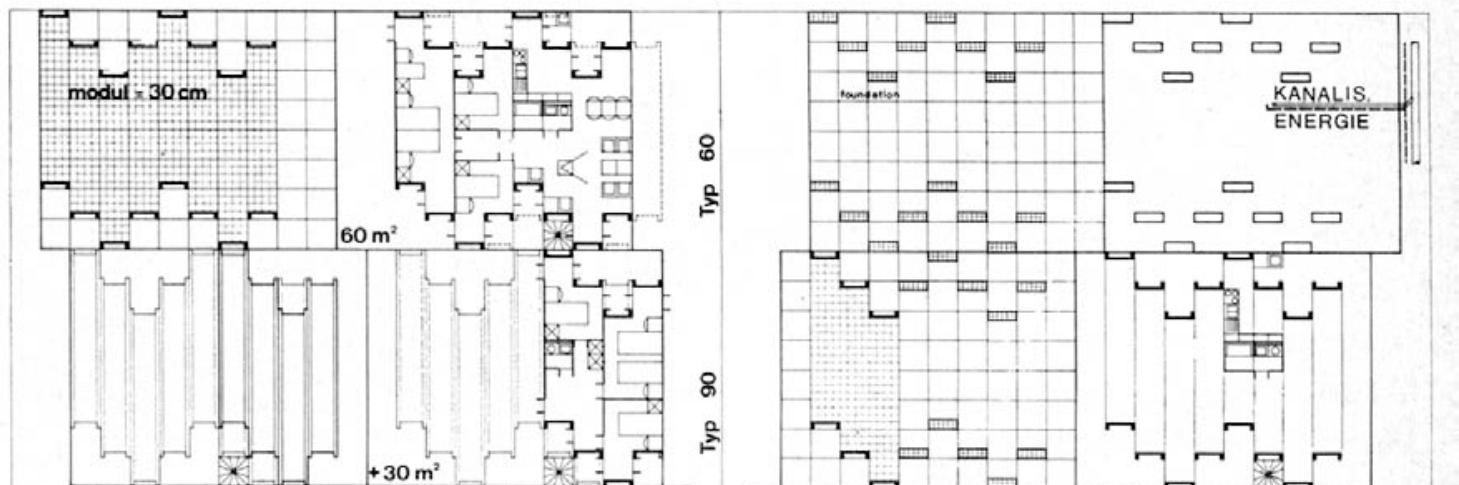 modul = 30 cm
60 m²
Typ 60
foundation
KANALIS.
ENERGIE
+30 m²
Typ 90